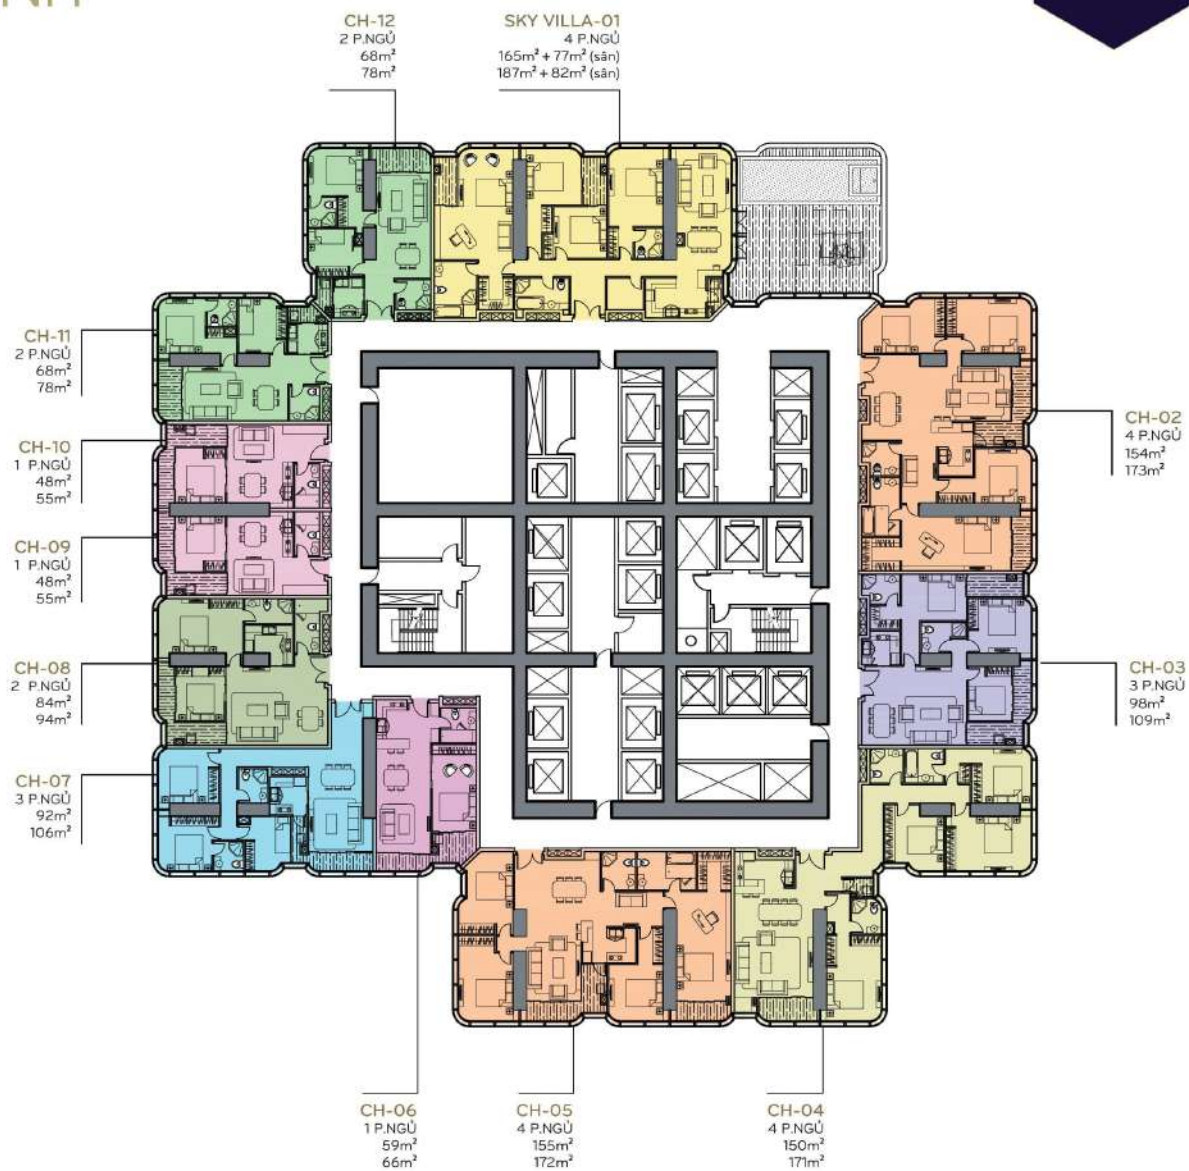 CH-12
2 P.NGỦ
68m²
78m²
SKY VILLA-01
4 P.NGỦ
165m² + 77m² (sân)
187m² + 82m² (sân)
CH-11
2 P.NGỦ
68m²
78m²
CH-10
1 P.NGỦ
48m²
55m²
CH-09
1 P.NGỦ
48m²
55m²
CH-08
2 P.NGỦ
84m²
94m²
CH-07
3 P.NGỦ
92m²
106m²
CH-02
4 P.NGỦ
154m²
173m²
CH-03
3 P.NGỦ
98m²
109m²
CH-06
1 P.NGỦ
59m²
66m²
CH-05
4 P.NGỦ
155m²
172m²
CH-04
4 P.NGỦ
150m²
171m²